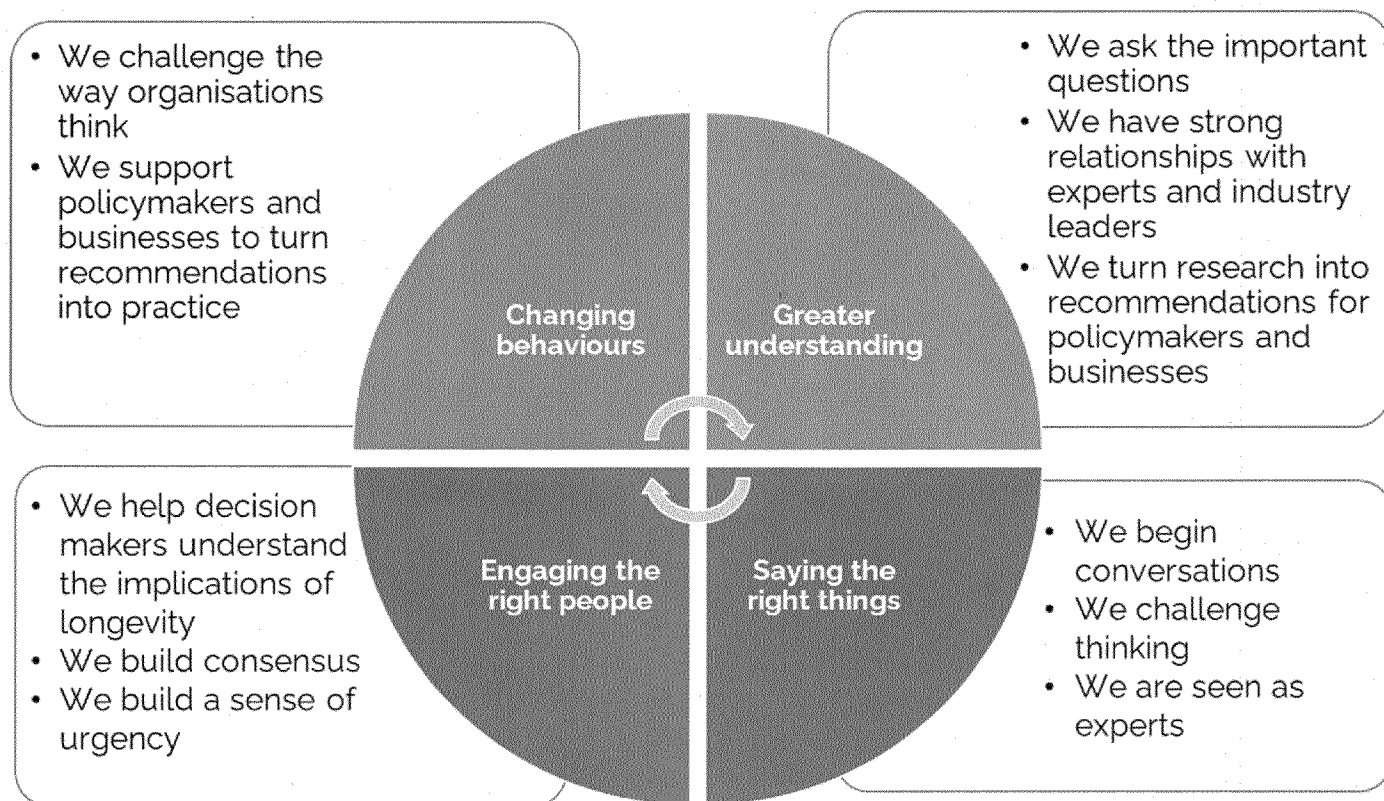 • We challenge the
way organisations
think
• We support
policymakers and
businesses to turn
recommendations
into practice
• We ask the important
questions
• We have strong
relationships with
experts and industry
leaders
• We turn research into
recommendations for
policymakers and
businesses
Changing
behaviours
Greater
understanding
Engaging the
right people
Saying the
right things
• We help decision
makers understand
the implications of
longevity
• We build consensus
• We build a sense of
urgency
• We begin
conversations
• We challenge
thinking
• We are seen as
experts